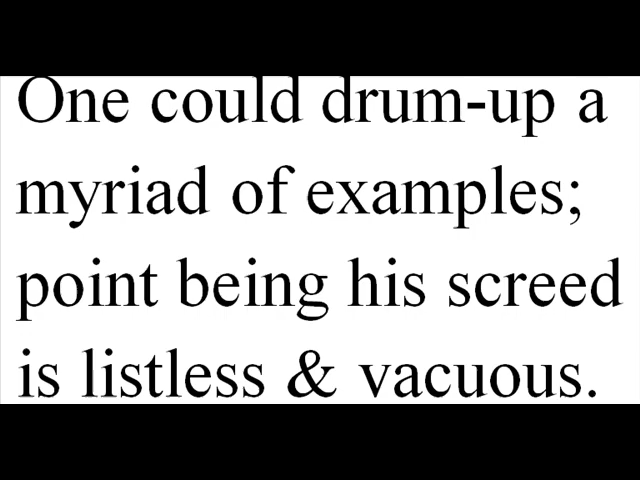 One could drum-up a
myriad of examples;
point being his screed
is listless & vacuous.